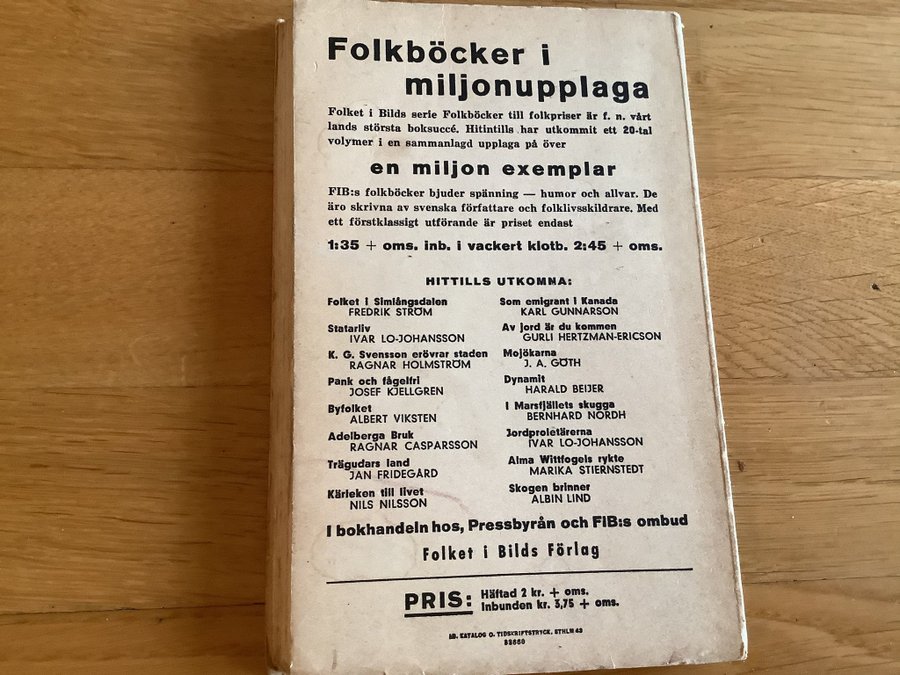 Folkböcker i
miljonupplaga
Folket i Bilds serie Folkböcker till folkpriser är f. n. vårt
lands största boksuccé. Hitintills har utkommit ett 20-tal
volymer i en sammanlagd upplaga på över
en miljon exemplar
FIB:s folkböcker bjuder spänning — humor och allvar. De
äro skrivna av svenska författare och folklivsskildrare. Med
ett förstklassigt utförande är priset endast
1:35 + oms. inb. i vackert klotb. 2:45 + oms.
HITTILLS UTKOMNA:
Folket i Simlångsdalen
FREDRIK STRÖM
Statarliv
IVAR LO-JOHANSSON
K. G. Svensson erövrar staden
RAGNAR HOLMSTRÖM
Pank och fågelfri
JOSEF KJELLGREN
Byfolket
ALBERT VIKSTEN
Adelberga Bruk
RAGNAR CASPARSSON
Trägudars land
JAN FRIDEGÅRD
Kärleken till livet
NILS NILSSON
Som emigrant i Kanada
KARL GUNNARSON
Av jord är du kommen
GURLI HERTZMAN-ERICSON
Mojökarna
J. A. GÖTH
Dynamit
HARALD BEIJER
I Marsfjällets skugga
BERNHARD NORDH
Jordproletärerna
IVAR LO-JOHANSSON
Alma Wittfogels rykte
MARIKA STIERNSTEDT
Skogen brinner
ALBIN LIND
I bokhandeln hos, Pressbyrån och FIB:s ombud
Folket i Bilds Förlag
PRIS: Häftad 2 kr. + oms.
Inbunden kr. 3,75 + oms.
AB. KATALOG O. TIDSKRIFTSTRYCK. STHLM 43
32650